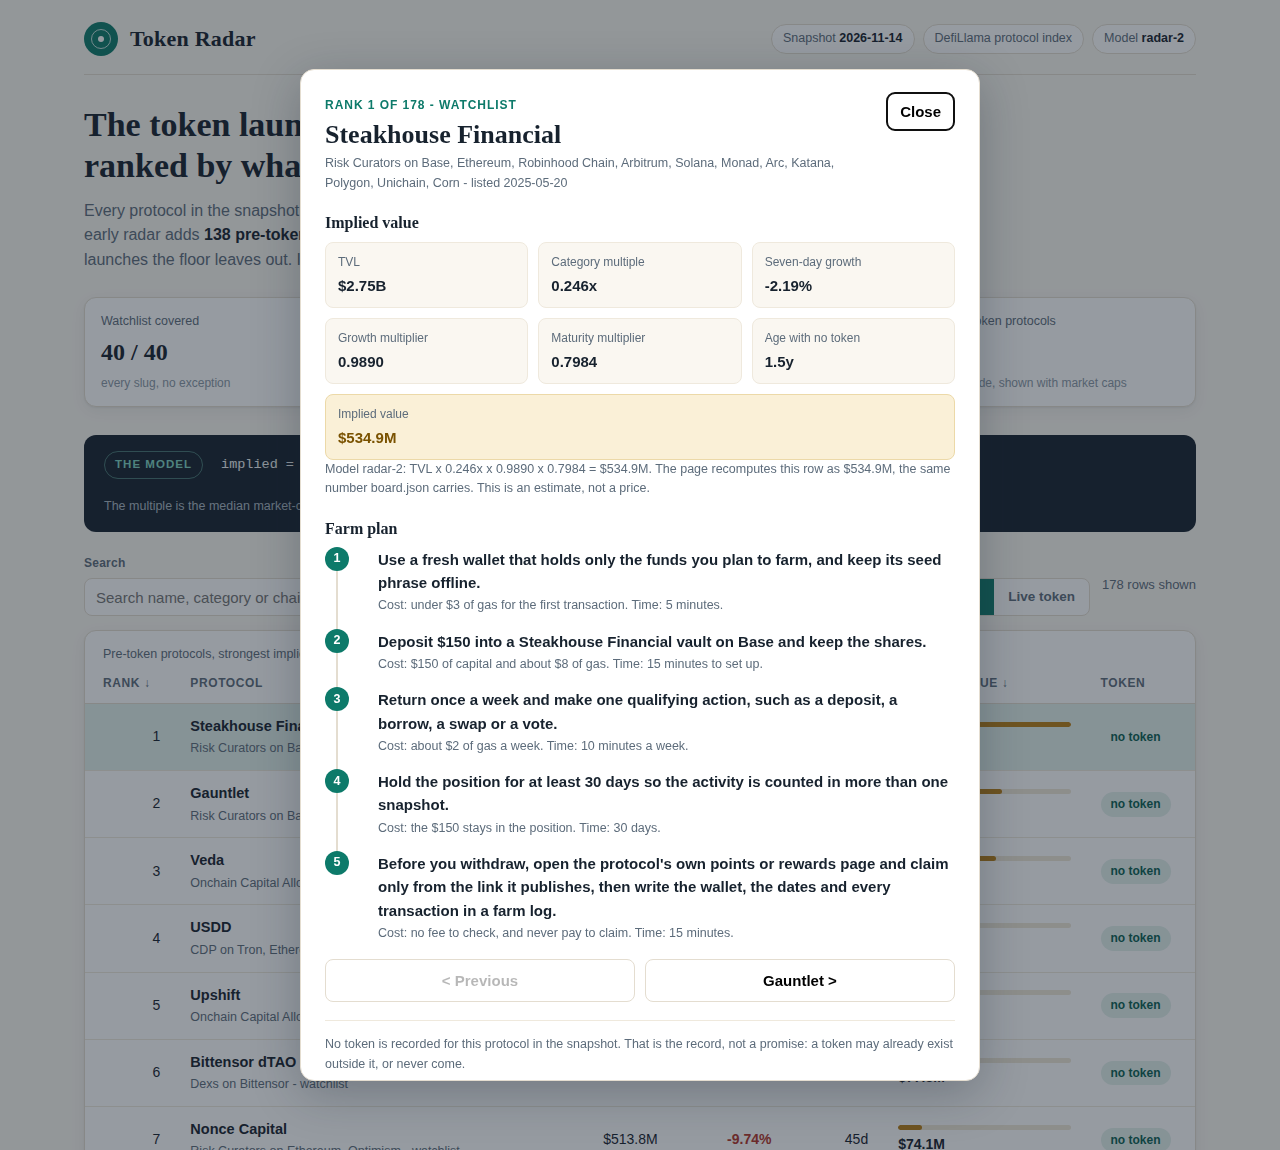 Token Radar
Snapshot 2026-11-14
DefiLlama protocol index
Model radar-2
The token
ranked by
Every protocol in the snapshot
early radar adds 138
launches the floor leaves out.
Watchlist covered
40 / 40
every slug, no exception
protocols
shown with market caps
THE MODEL
implied =
The multiple is the median
Search
Search name, category or
Live token
178 rows shown
Pre-token protocols, strongest
RANK ↓
PROTOCOL
↓
TOKEN
1
Steakhouse
Risk Curators on
no token
2
Gauntlet
Risk Curators on
no token
3
Veda
Onchain Capital
no token
4
USDD
CDP on Tron,
no token
5
Upshift
Onchain Capital
no token
6
Bittensor dTAO
Dexs on Bittensor - watchlist
no token
7
Nonce Capital
$513.8M
-9.74%
45d
$74.1M
no token
RANK 1 OF 178 - WATCHLIST
Close
Steakhouse Financial
Risk Curators on Base, Ethereum, Robinhood Chain, Arbitrum, Solana, Monad, Arc, Katana,
Polygon, Unichain, Corn - listed 2025-05-20
Implied value
TVL
$2.75B
Category multiple
0.246x
Seven-day growth
-2.19%
Growth multiplier
0.9890
Maturity multiplier
0.7984
Age with no token
1.5y
Implied value
$534.9M
Model radar-2: TVL x 0.246x x 0.9890 x 0.7984 = $534.9M. The page recomputes this row as $534.9M, the same
number board.json carries. This is an estimate, not a price.
Farm plan
1
Use a fresh wallet that holds only the funds you plan to farm, and keep its seed
phrase offline.
Cost: under $3 of gas for the first transaction. Time: 5 minutes.
2
Deposit $150 into a Steakhouse Financial vault on Base and keep the shares.
Cost: $150 of capital and about $8 of gas. Time: 15 minutes to set up.
3
Return once a week and make one qualifying action, such as a deposit, a
borrow, a swap or a vote.
Cost: about $2 of gas a week. Time: 10 minutes a week.
4
Hold the position for at least 30 days so the activity is counted in more than one
snapshot.
Cost: the $150 stays in the position. Time: 30 days.
5
Before you withdraw, open the protocol's own points or rewards page and claim
only from the link it publishes, then write the wallet, the dates and every
transaction in a farm log.
Cost: no fee to check, and never pay to claim. Time: 15 minutes.
< Previous
Gauntlet >
No token is recorded for this protocol in the snapshot. That is the record, not a promise: a token may already exist
outside it, or never come.